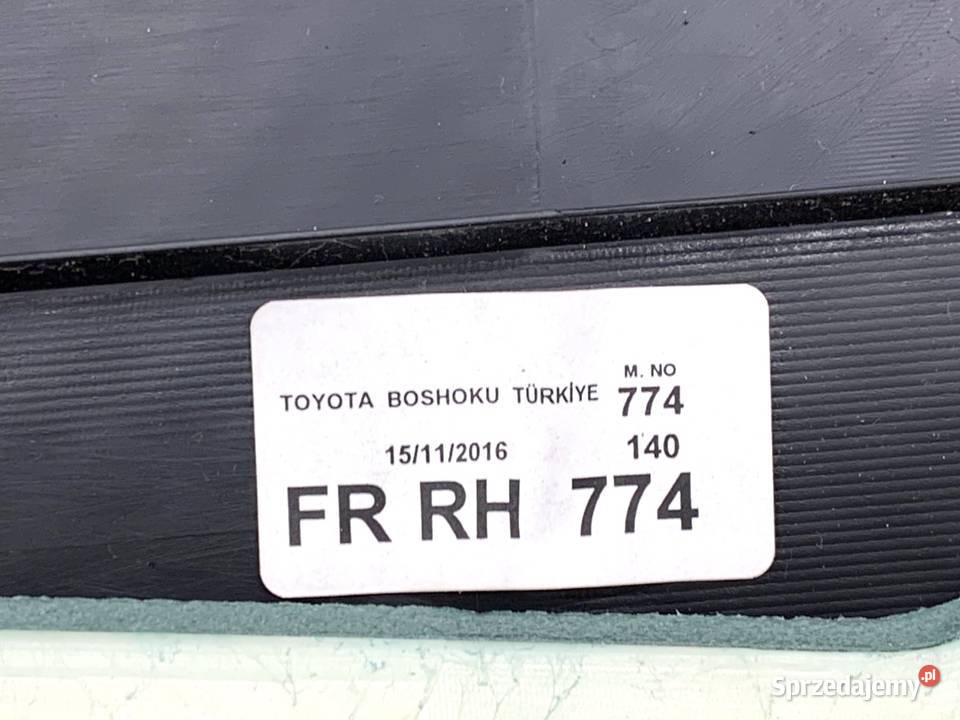 M. NO
TOYOTA BOSHOKU TÜRKİYE 774
15/11/2016 140
FR RH 774
Sprzedajemy.pl